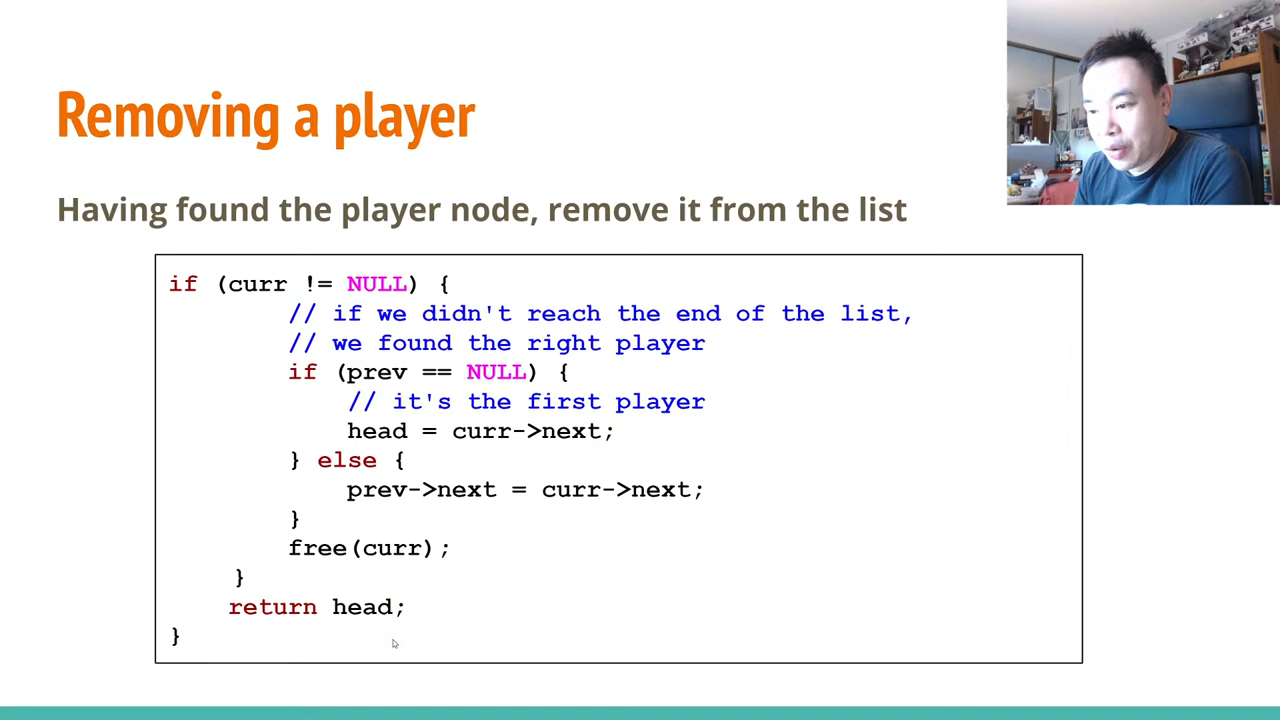 Removing a player
Having found the player node, remove it from the list
if (curr != NULL) {
        // if we didn't reach the end of the list,
        // we found the right player
        if (prev == NULL) {
            // it's the first player
            head = curr->next;
        } else {
            prev->next = curr->next;
        }
        free(curr);
    }
    return head;
}